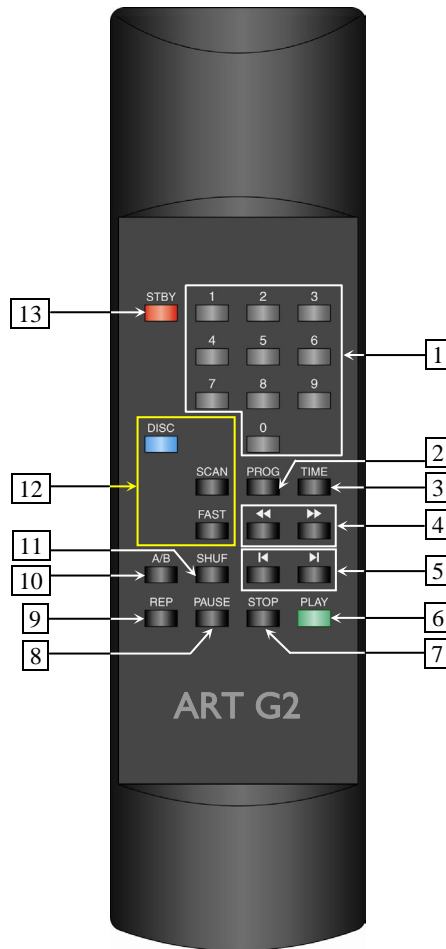 STBY 1 2 3
13
4 5 6
1
7 8 9
DISC 0
2
SCAN PROG TIME
12
3
FAST ◀◀ ▶▶
4
11
A/B SHUF |◀ ▶|
10
5
REP PAUSE STOP PLAY
9
6
8
7
ART G2